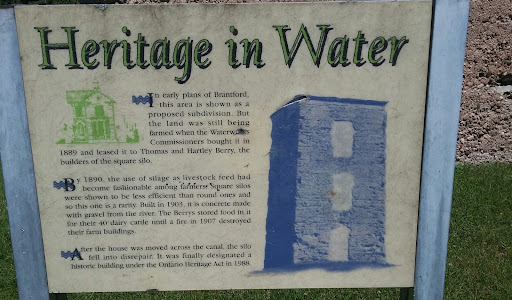 Heritage in Water
In early plans of Brantford,
this area is shown as a
proposed subdivision. But
the land was still being
farmed when the Waterworks
Commissioners bought it in
1889 and leased it to Thomas and Hartley Berry, the
builders of the square silo.
By 1890, the use of silage as livestock feed had
become fashionable among farmers. Square silos
were shown to be less efficient than round ones and
so this one is a rarity. Built in 1903, it is concrete made
with gravel from the river. The Berrys stored food in it
for their 40 dairy cattle until a fire in 1907 destroyed
their farm buildings.
After the house was moved across the canal, the silo
fell into disrepair. It was finally designated a
historic building under the Ontario Heritage Act in 1988.